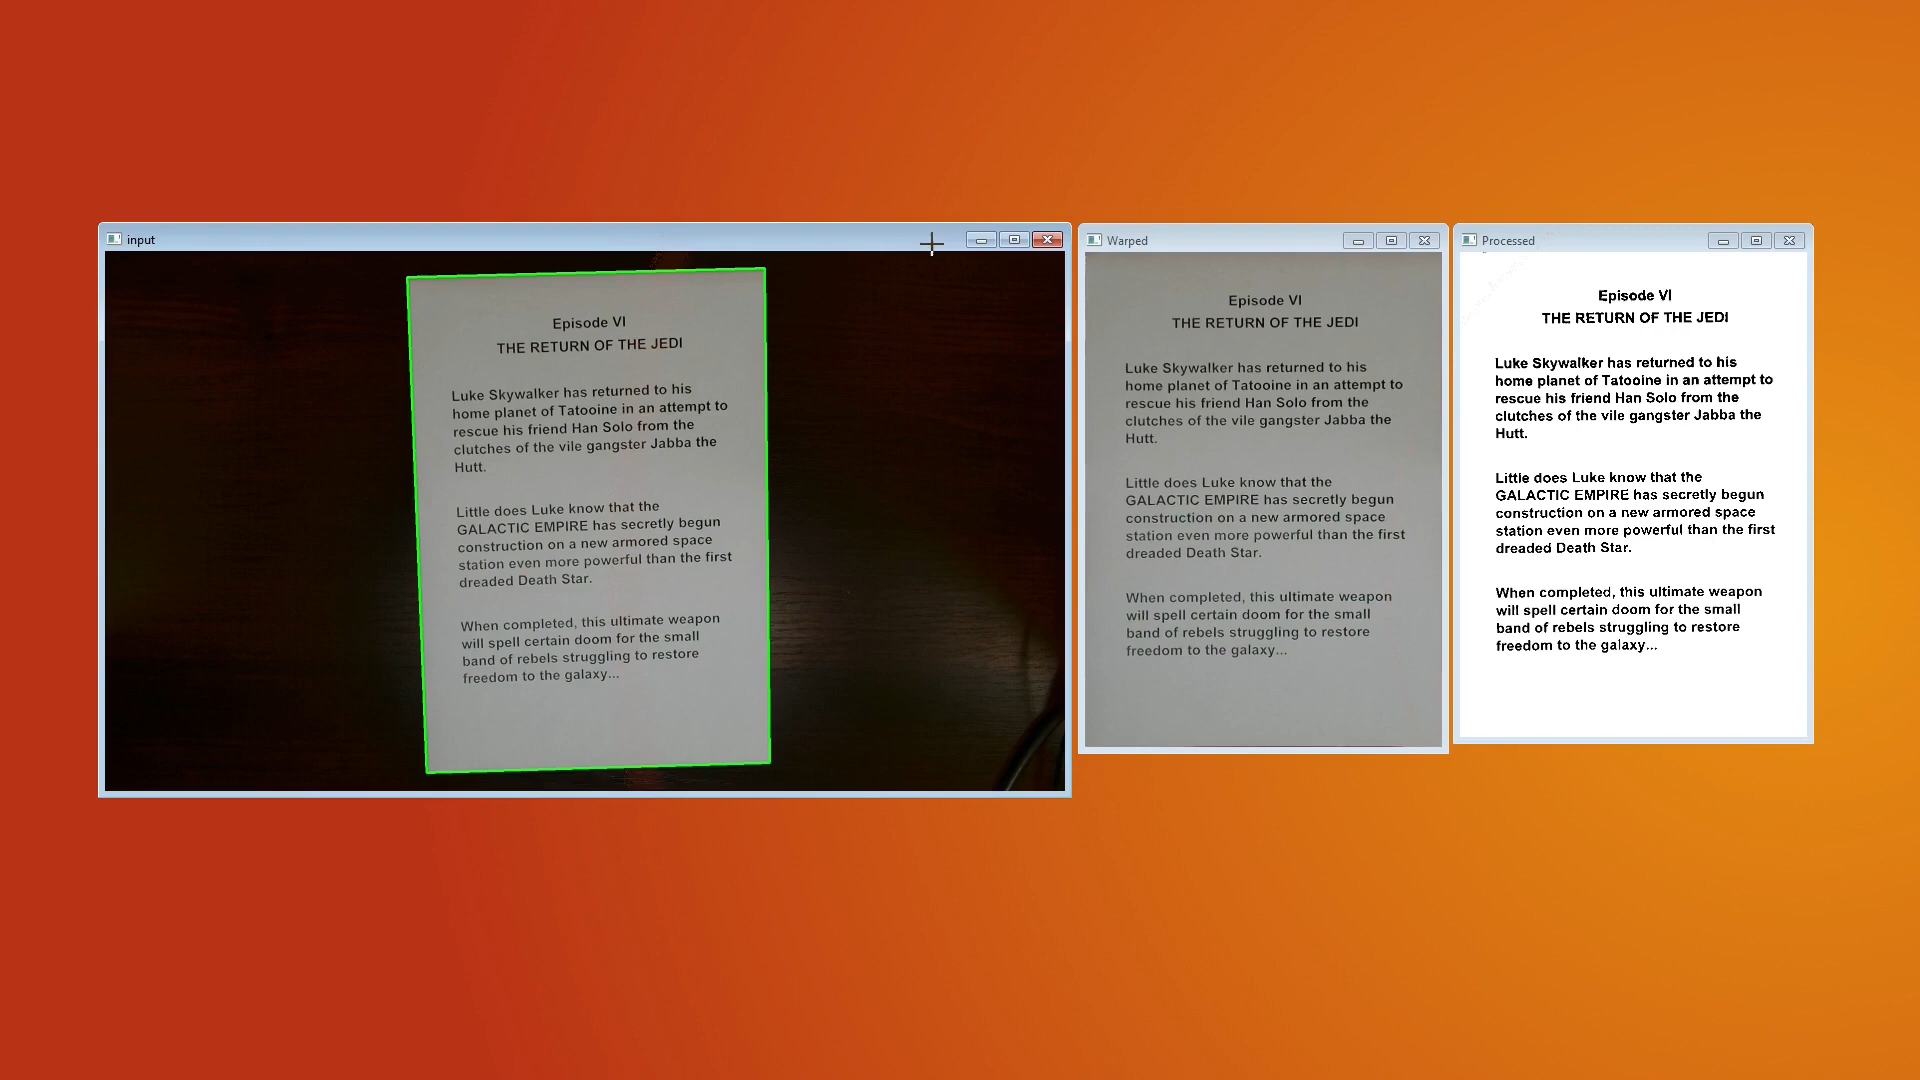 input
Episode VI
THE RETURN OF THE JEDI
Luke Skywalker has returned to his
home planet of Tatooine in an attempt to
rescue his friend Han Solo from the
clutches of the vile gangster Jabba the
Hutt.
Little does Luke know that the
GALACTIC EMPIRE has secretly begun
construction on a new armored space
station even more powerful than the first
dreaded Death Star.
When completed, this ultimate weapon
will spell certain doom for the small
band of rebels struggling to restore
freedom to the galaxy...
Warped
Episode VI
THE RETURN OF THE JEDI
Luke Skywalker has returned to his
home planet of Tatooine in an attempt to
rescue his friend Han Solo from the
clutches of the vile gangster Jabba the
Hutt.
Little does Luke know that the
GALACTIC EMPIRE has secretly begun
construction on a new armored space
station even more powerful than the first
dreaded Death Star.
When completed, this ultimate weapon
will spell certain doom for the small
band of rebels struggling to restore
freedom to the galaxy...
Processed
Episode VI
THE RETURN OF THE JEDI
Luke Skywalker has returned to his
home planet of Tatooine in an attempt to
rescue his friend Han Solo from the
clutches of the vile gangster Jabba the
Hutt.
Little does Luke know that the
GALACTIC EMPIRE has secretly begun
construction on a new armored space
station even more powerful than the first
dreaded Death Star.
When completed, this ultimate weapon
will spell certain doom for the small
band of rebels struggling to restore
freedom to the galaxy...